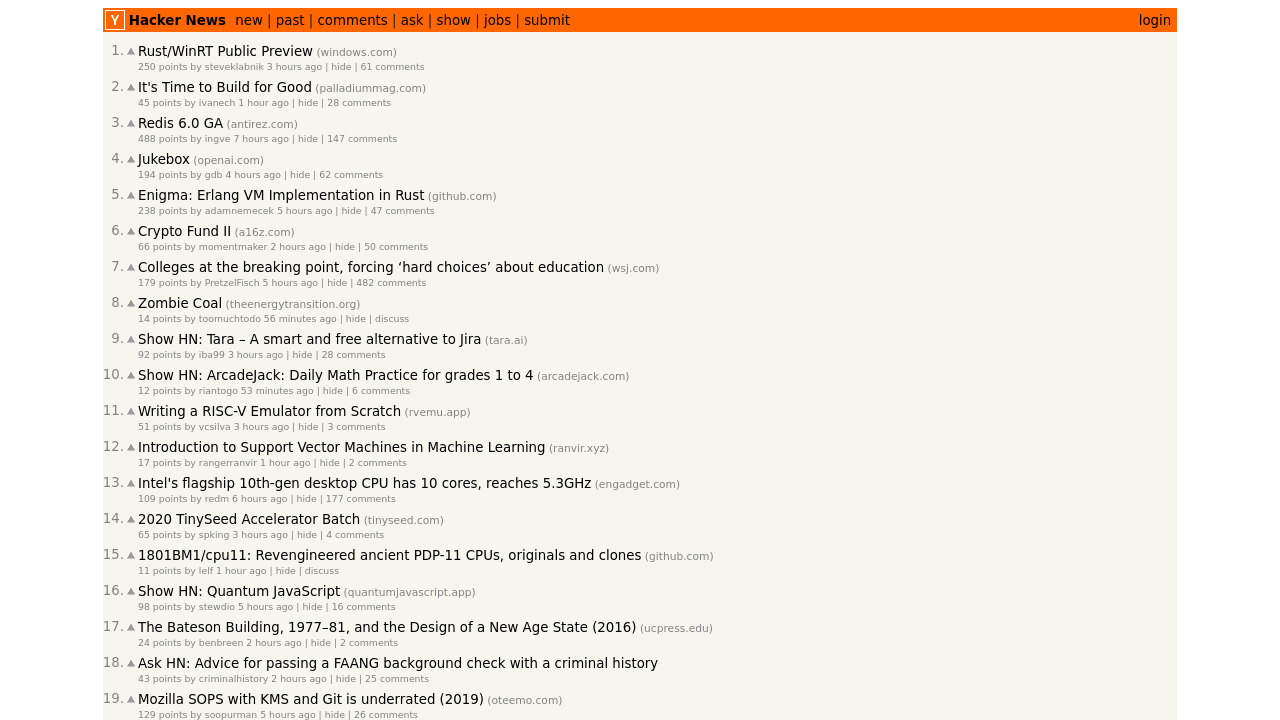 Y Hacker News new | past | comments | ask | show | jobs | submit login
1. Rust/WinRT Public Preview (windows.com)
250 points by steveklabnik 3 hours ago | hide | 61 comments
2. It's Time to Build for Good (palladiummag.com)
45 points by ivanech 1 hour ago | hide | 28 comments
3. Redis 6.0 GA (antirez.com)
488 points by ingve 7 hours ago | hide | 147 comments
4. Jukebox (openai.com)
194 points by gdb 4 hours ago | hide | 62 comments
5. Enigma: Erlang VM Implementation in Rust (github.com)
238 points by adamnemecek 5 hours ago | hide | 47 comments
6. Crypto Fund II (a16z.com)
66 points by momentmaker 2 hours ago | hide | 50 comments
7. Colleges at the breaking point, forcing ‘hard choices’ about education (wsj.com)
179 points by PretzelFisch 5 hours ago | hide | 482 comments
8. Zombie Coal (theenergytransition.org)
14 points by toomuchtodo 56 minutes ago | hide | discuss
9. Show HN: Tara – A smart and free alternative to Jira (tara.ai)
92 points by iba99 3 hours ago | hide | 28 comments
10. Show HN: ArcadeJack: Daily Math Practice for grades 1 to 4 (arcadejack.com)
12 points by riantogo 53 minutes ago | hide | 6 comments
11. Writing a RISC-V Emulator from Scratch (rvemu.app)
51 points by vcsilva 3 hours ago | hide | 3 comments
12. Introduction to Support Vector Machines in Machine Learning (ranvir.xyz)
17 points by rangerranvir 1 hour ago | hide | 2 comments
13. Intel's flagship 10th-gen desktop CPU has 10 cores, reaches 5.3GHz (engadget.com)
109 points by redm 6 hours ago | hide | 177 comments
14. 2020 TinySeed Accelerator Batch (tinyseed.com)
65 points by spking 3 hours ago | hide | 4 comments
15. 1801BM1/cpu11: Revengineered ancient PDP-11 CPUs, originals and clones (github.com)
11 points by lelf 1 hour ago | hide | discuss
16. Show HN: Quantum JavaScript (quantumjavascript.app)
98 points by stewdio 5 hours ago | hide | 16 comments
17. The Bateson Building, 1977–81, and the Design of a New Age State (2016) (ucpress.edu)
24 points by benbreen 2 hours ago | hide | 2 comments
18. Ask HN: Advice for passing a FAANG background check with a criminal history
43 points by criminalhistory 2 hours ago | hide | 25 comments
19. Mozilla SOPS with KMS and Git is underrated (2019) (oteemo.com)
129 points by soopurman 5 hours ago | hide | 26 comments